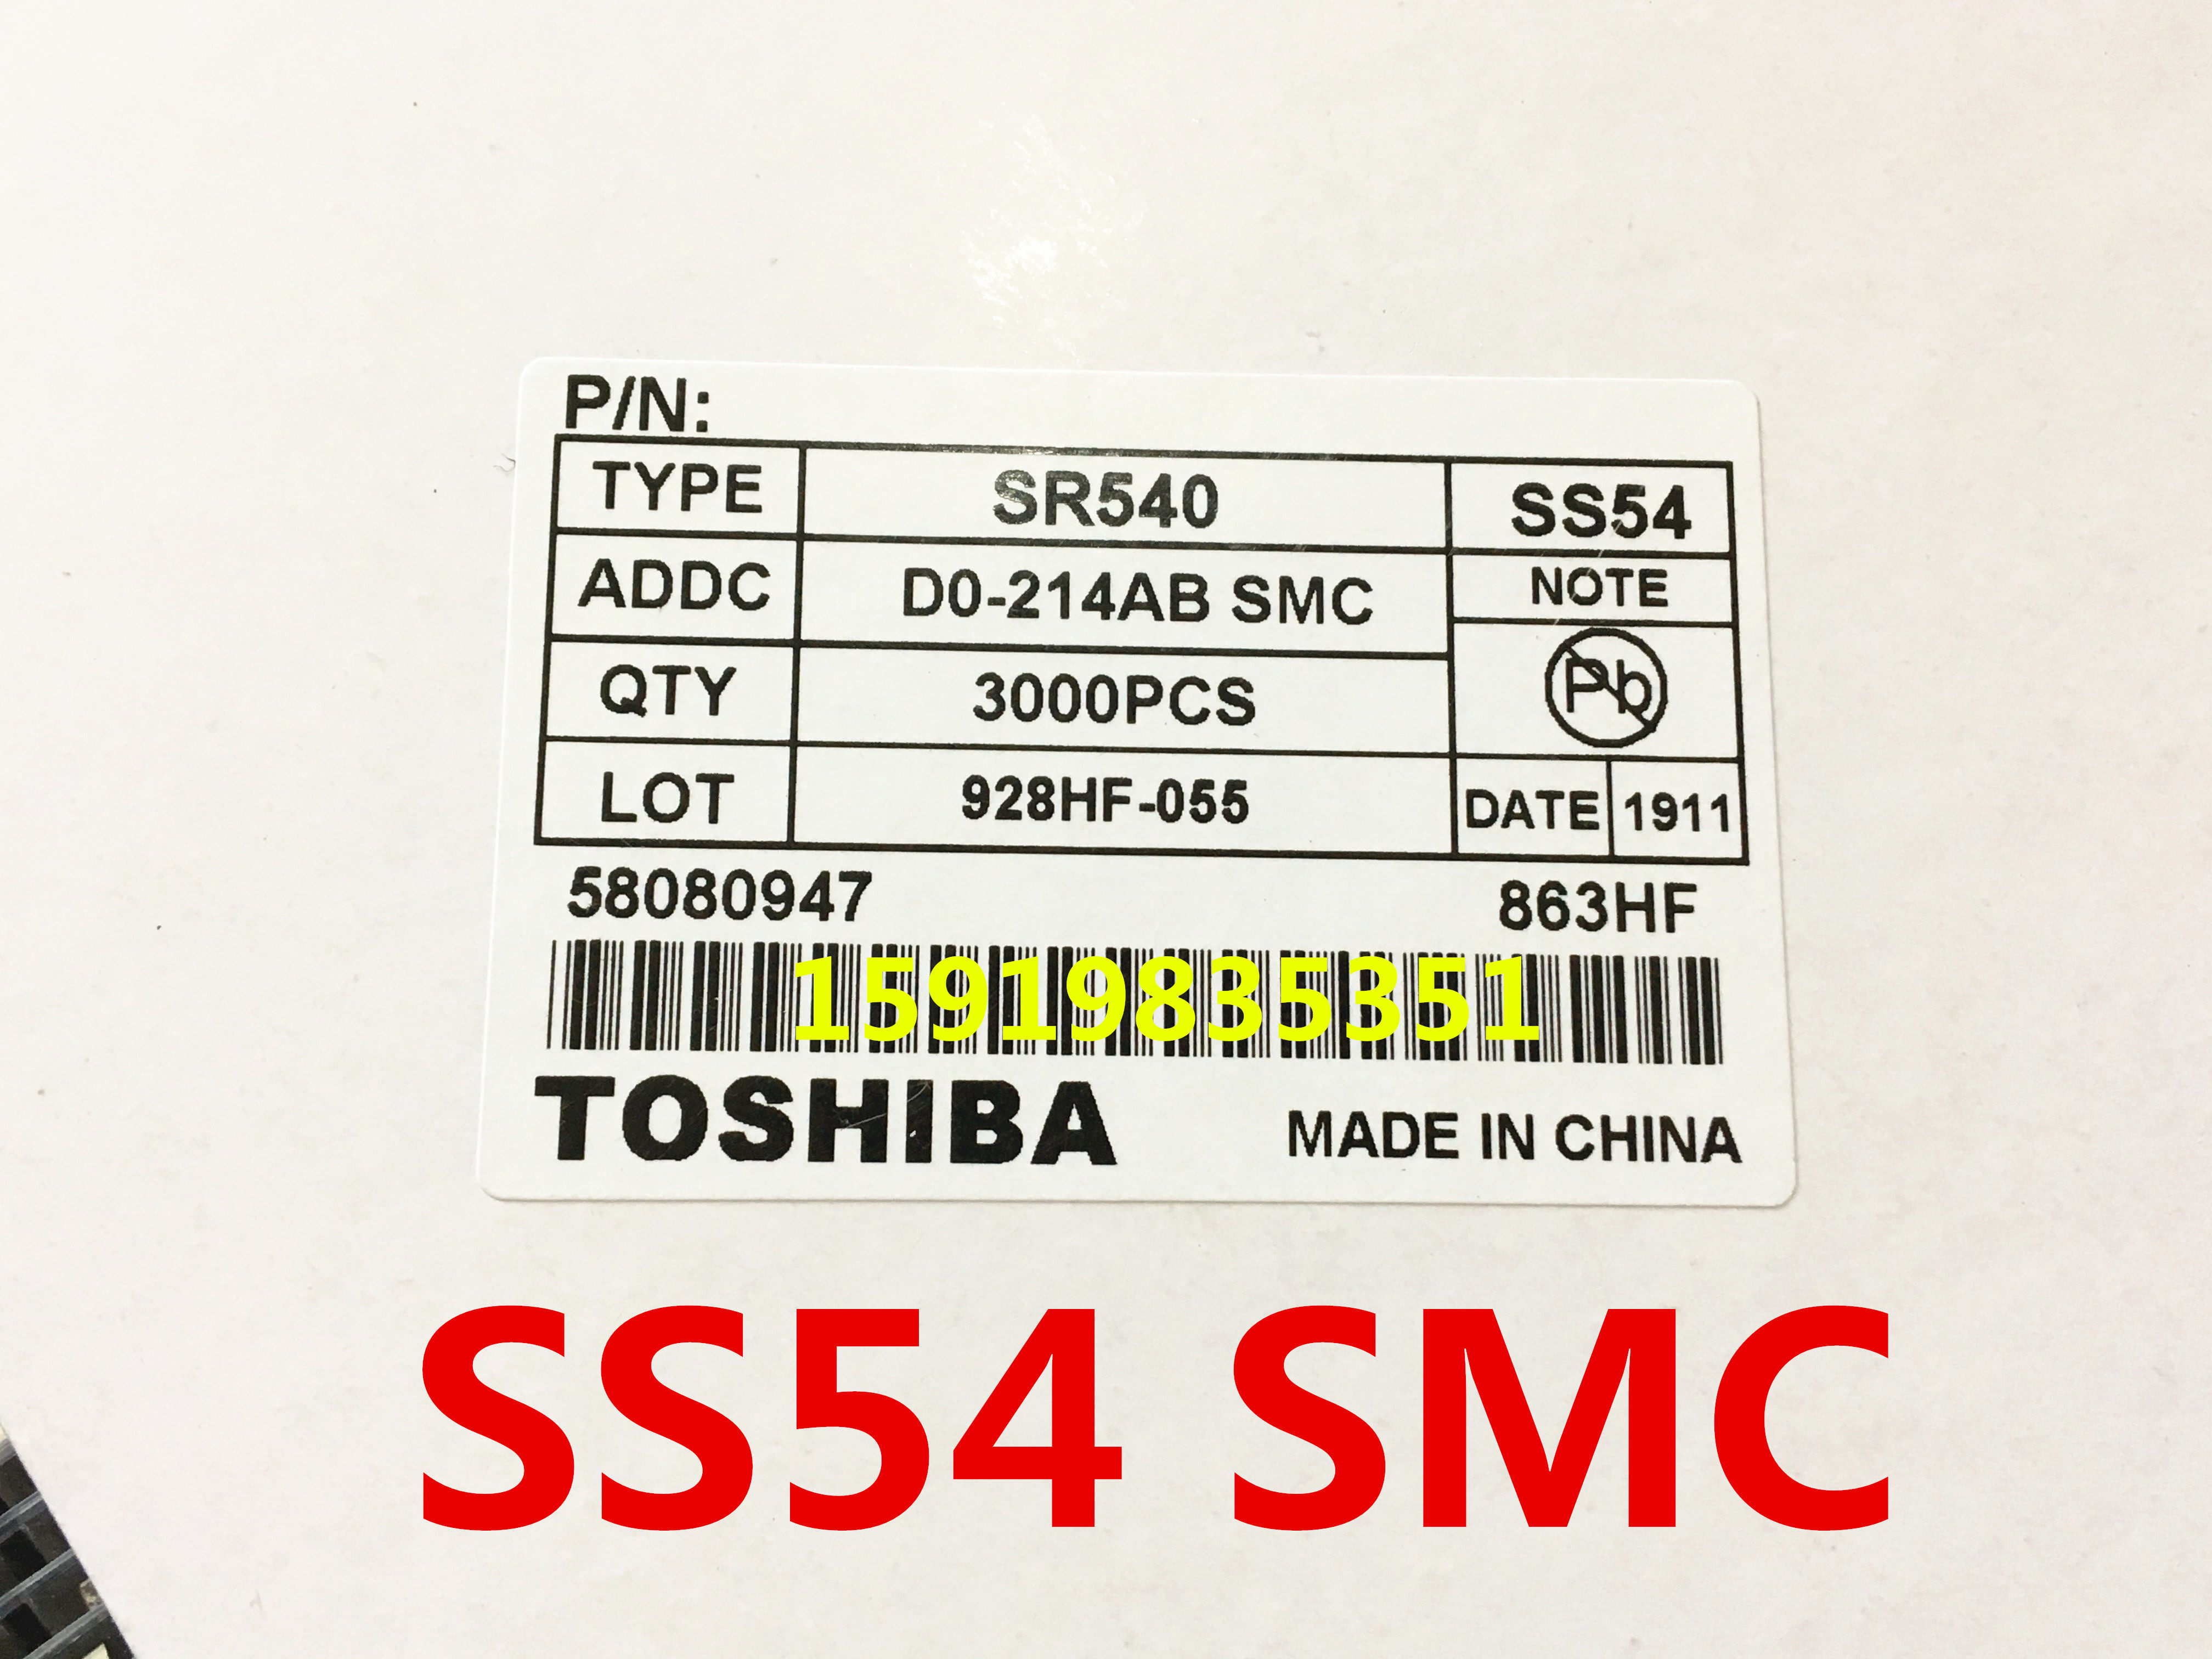 P/N:
TYPE SR540 SS54
ADDC D0-214AB SMC NOTE
Pb
QTY 3000PCS
LOT 928HF-055 DATE 1911
58080947 863HF
15919835351
TOSHIBA MADE IN CHINA
SS54 SMC